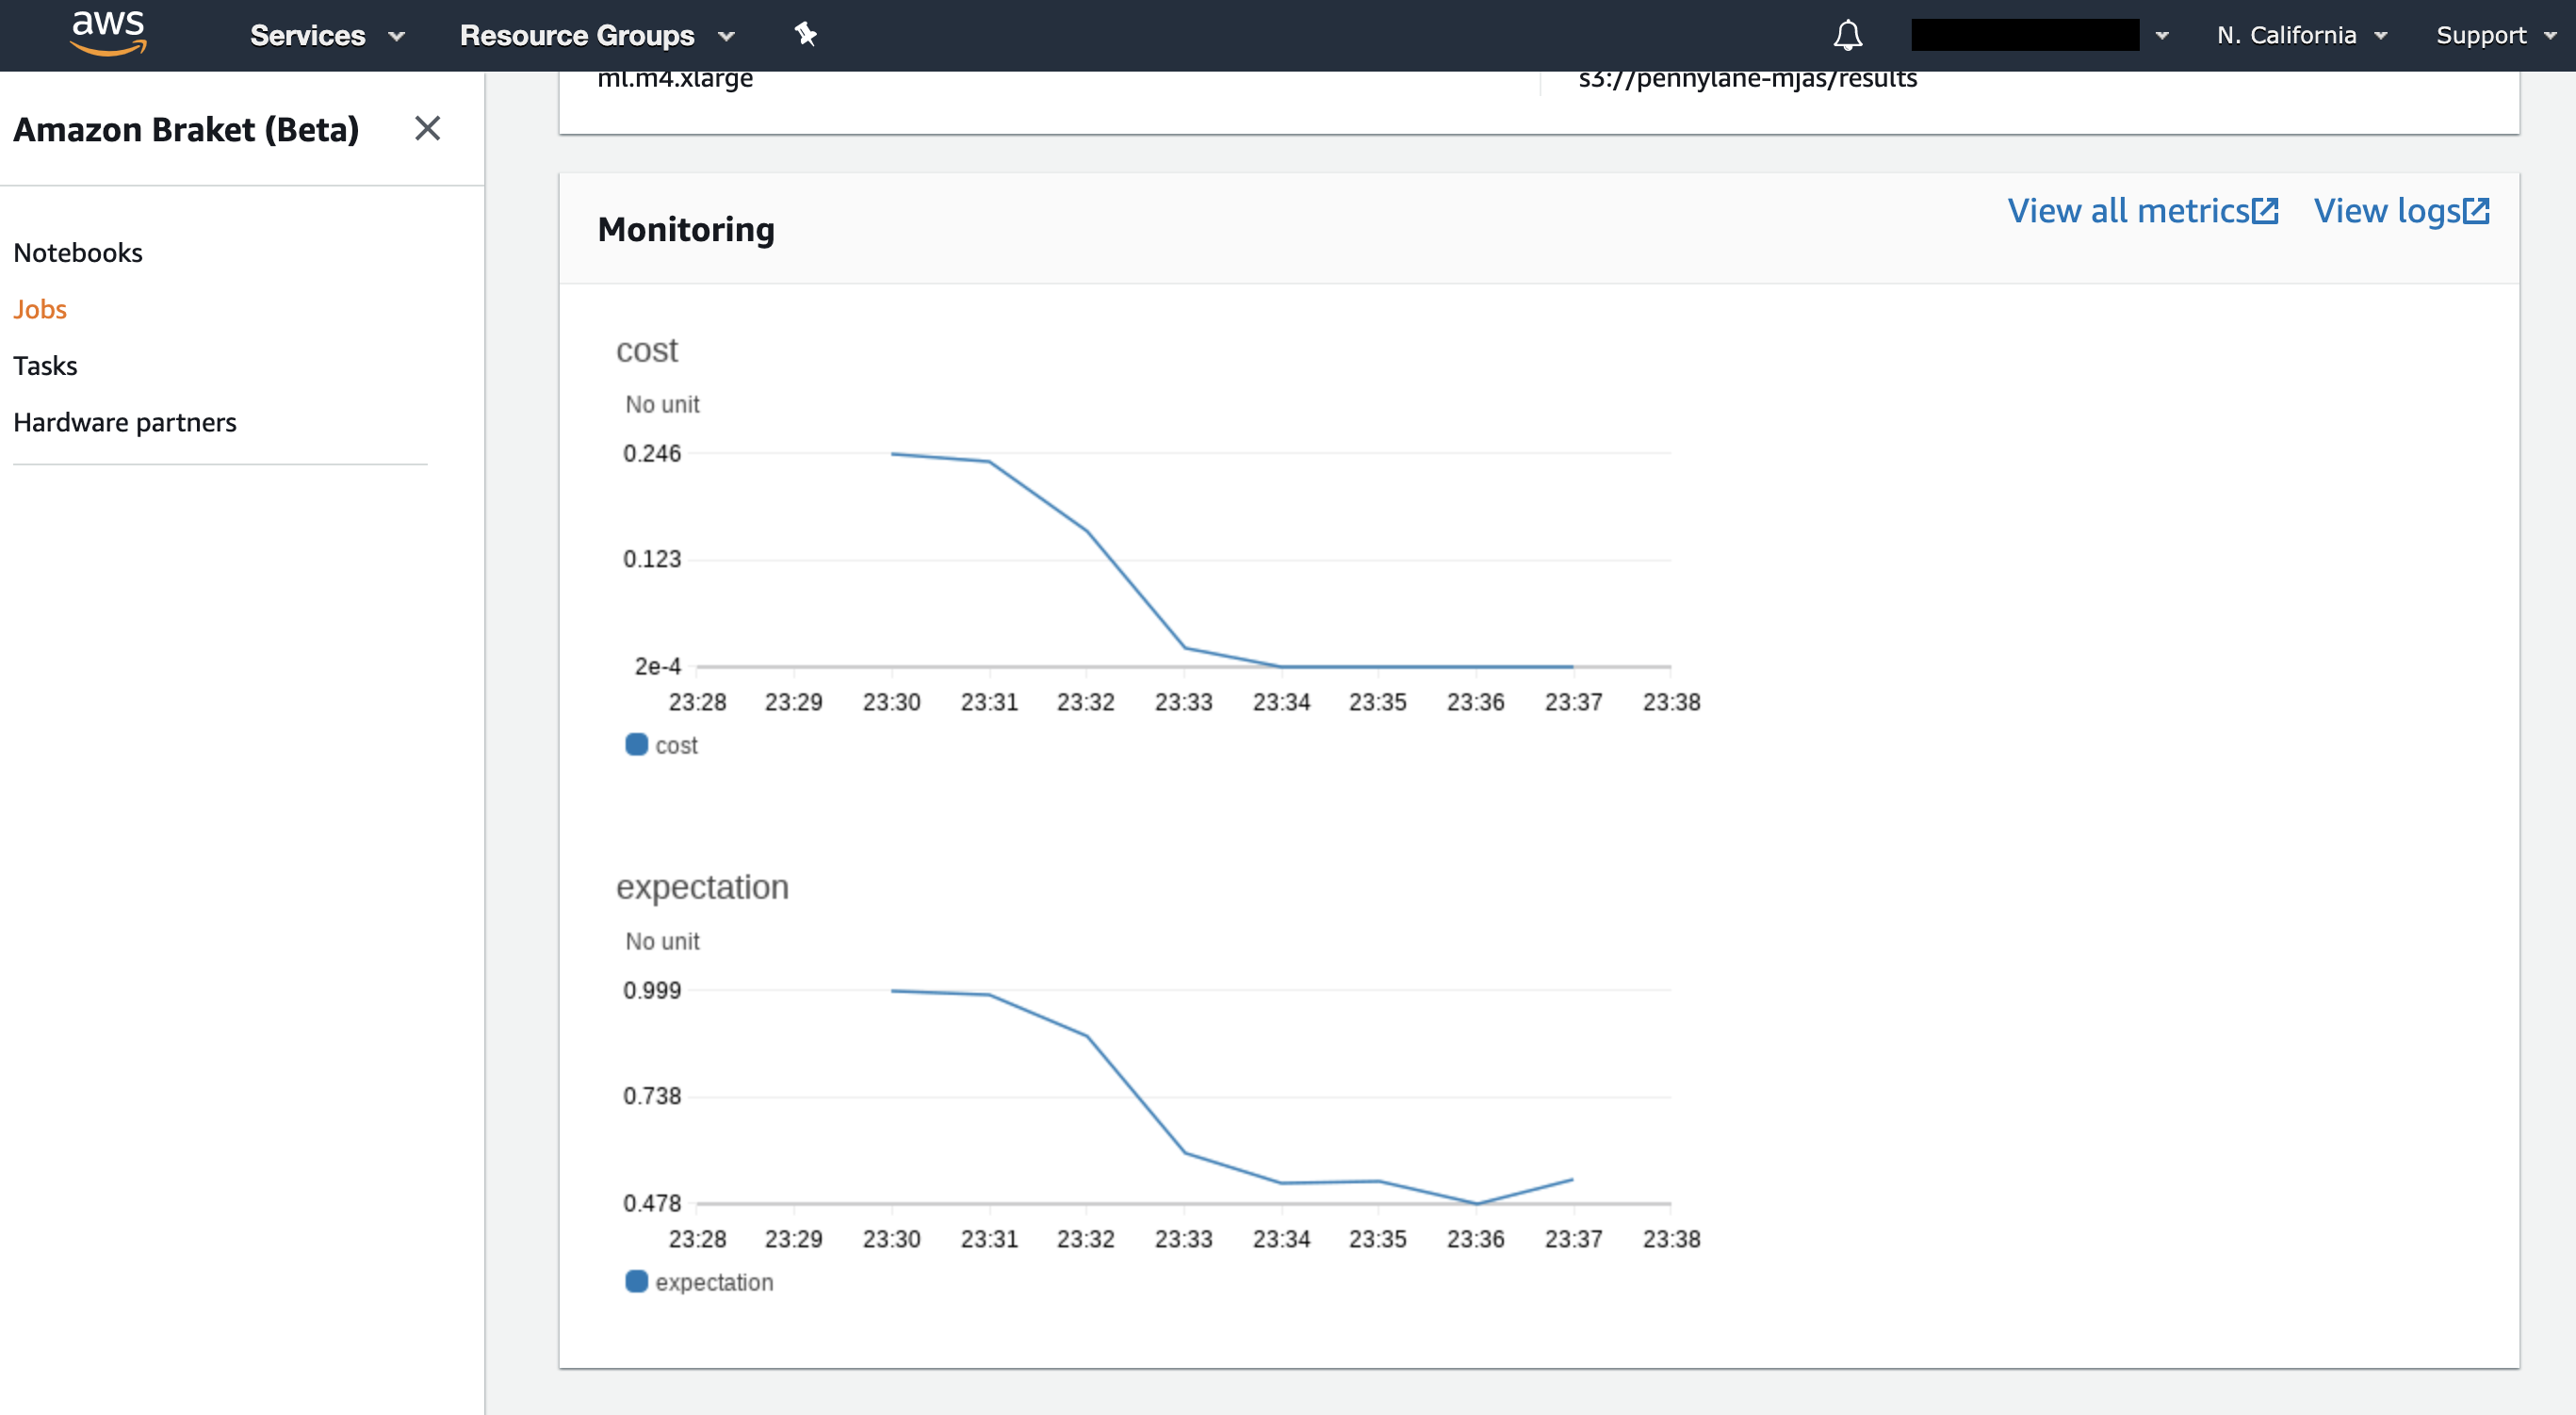 aws Services Resource Groups N. California Support
Amazon Braket (Beta)
Notebooks
Jobs
Tasks
Hardware partners
ml.m4.xlarge s3://pennylane-mjas/results
Monitoring View all metrics View logs
cost
No unit
0.246
0.123
2e-4
23:28 23:29 23:30 23:31 23:32 23:33 23:34 23:35 23:36 23:37 23:38
cost
expectation
No unit
0.999
0.738
0.478
23:28 23:29 23:30 23:31 23:32 23:33 23:34 23:35 23:36 23:37 23:38
expectation